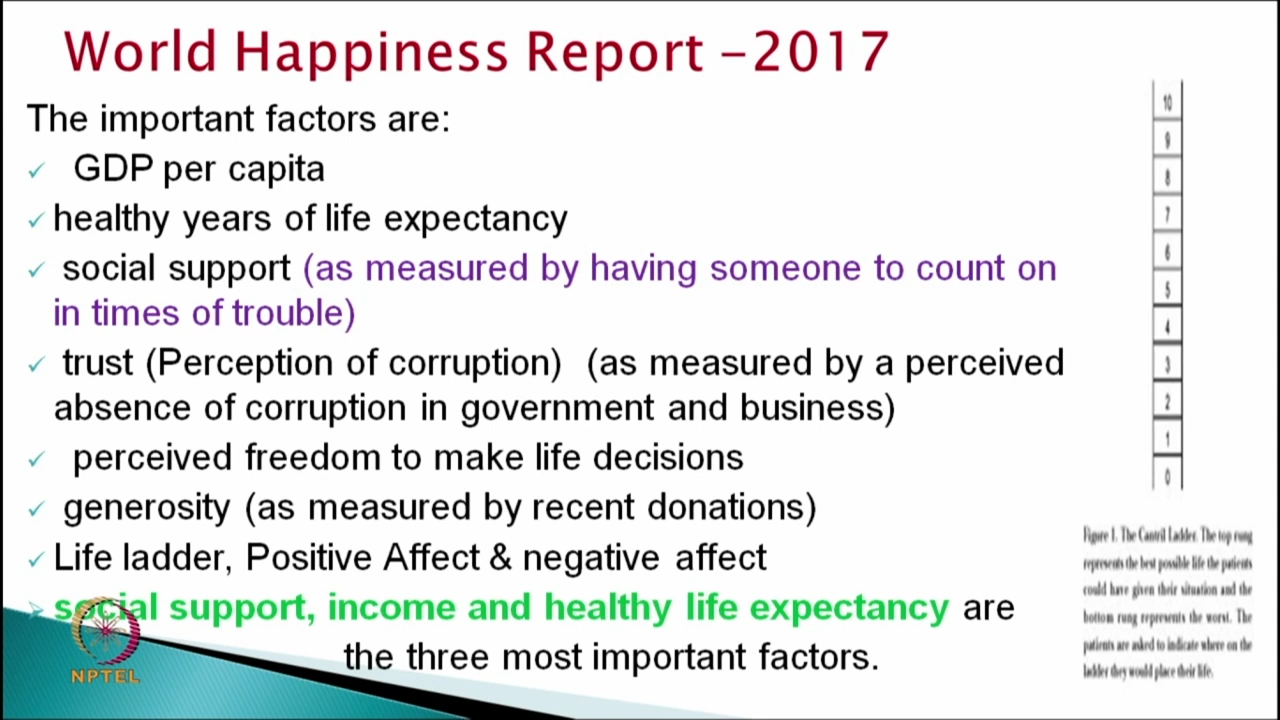 World Happiness Report –2017
The important factors are:
GDP per capita
healthy years of life expectancy
social support (as measured by having someone to count on
in times of trouble)
trust (Perception of corruption) (as measured by a perceived
absence of corruption in government and business)
perceived freedom to make life decisions
generosity (as measured by recent donations)
Life ladder, Positive Affect & negative affect
social support, income and healthy life expectancy are
the three most important factors.
NPTEL
10
9
8
7
6
5
4
3
2
1
0
Figure 1. The Cantril Ladder. The top rung
represents the best possible life the patients
could have given their situation and the
bottom rung represents the worst. The
patients are asked to indicate where on the
ladder they would place their life.